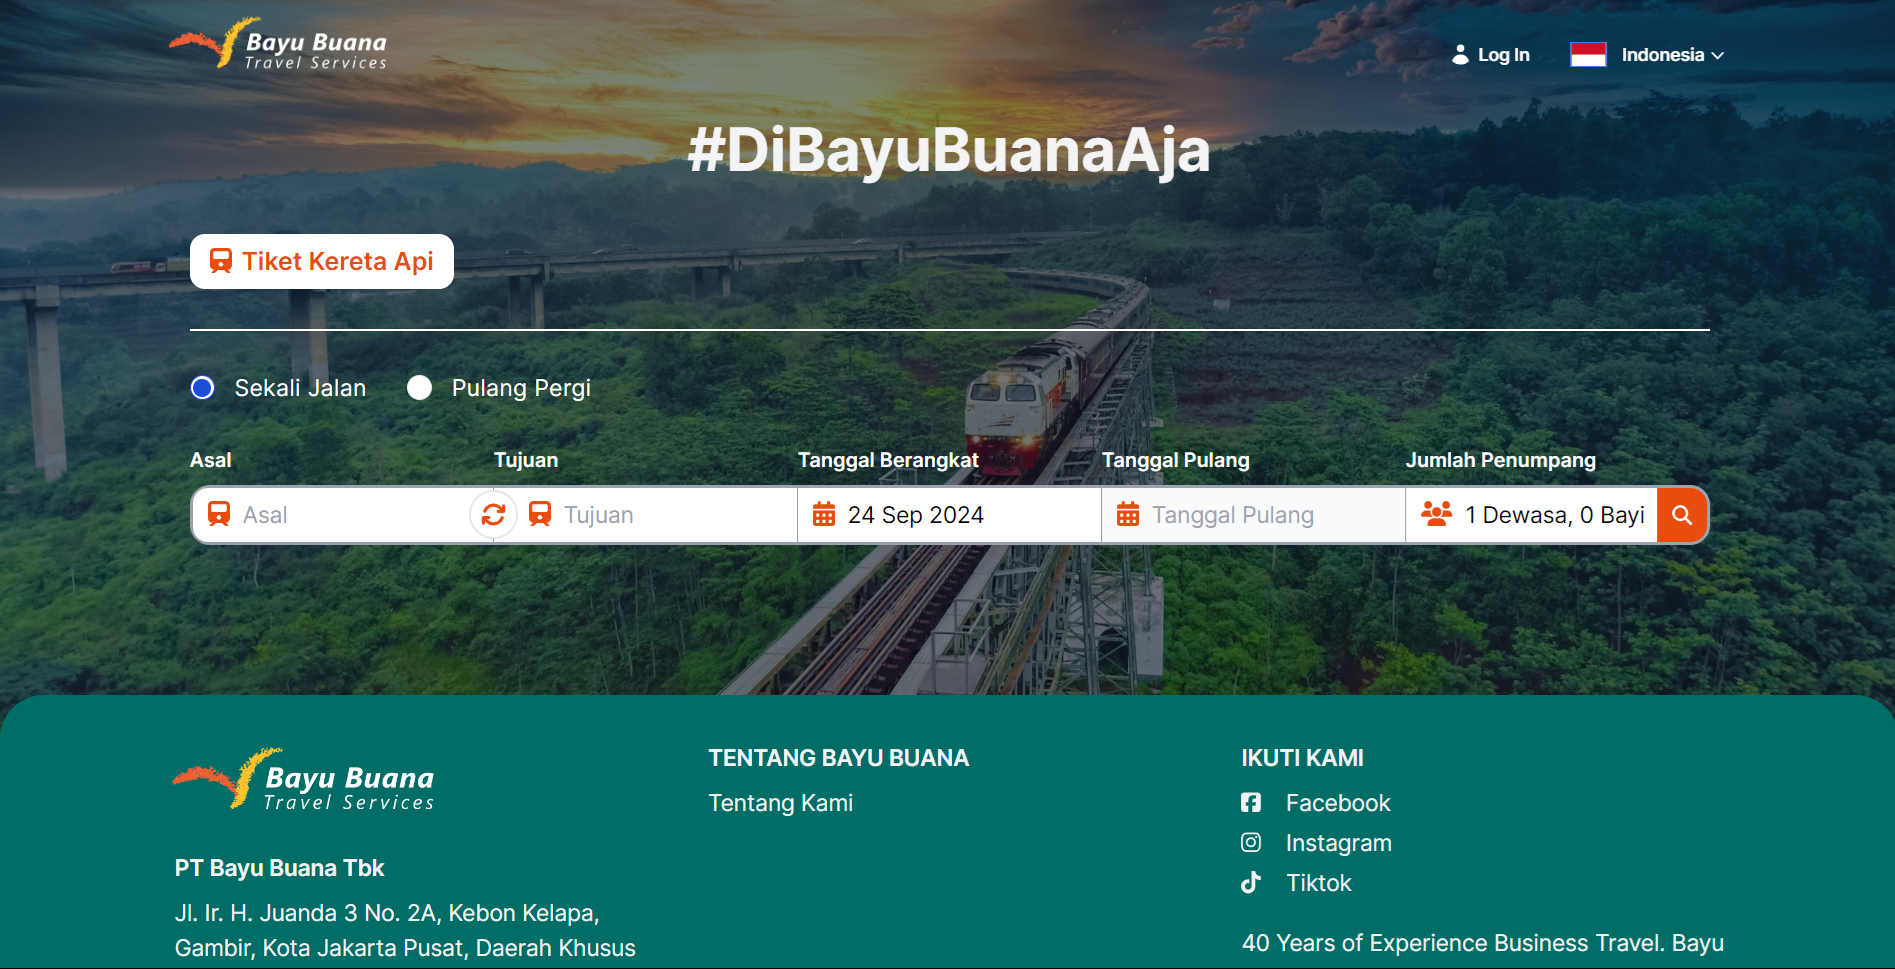 Bayu Buana
Travel Services
Log In
Indonesia
#DiBayuBuanaAja
Tiket Kereta Api
Sekali Jalan
Pulang Pergi
Asal
Tujuan
Tanggal Berangkat
Tanggal Pulang
Jumlah Penumpang
Asal
Tujuan
24 Sep 2024
Tanggal Pulang
1 Dewasa, 0 Bayi
Bayu Buana
Travel Services
PT Bayu Buana Tbk
Jl. Ir. H. Juanda 3 No. 2A, Kebon Kelapa,
Gambir, Kota Jakarta Pusat, Daerah Khusus
TENTANG BAYU BUANA
Tentang Kami
IKUTI KAMI
Facebook
Instagram
Tiktok
40 Years of Experience Business Travel. Bayu